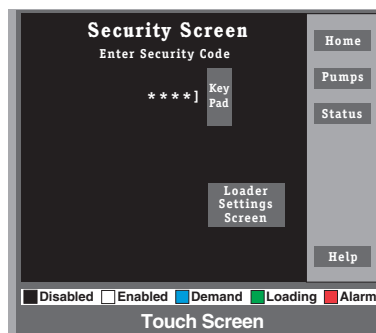 Security Screen
Enter Security Code
****]
Key
Pad
Loader
Settings
Screen
Home
Pumps
Status
Help
Disabled Enabled Demand Loading Alarm
Touch Screen